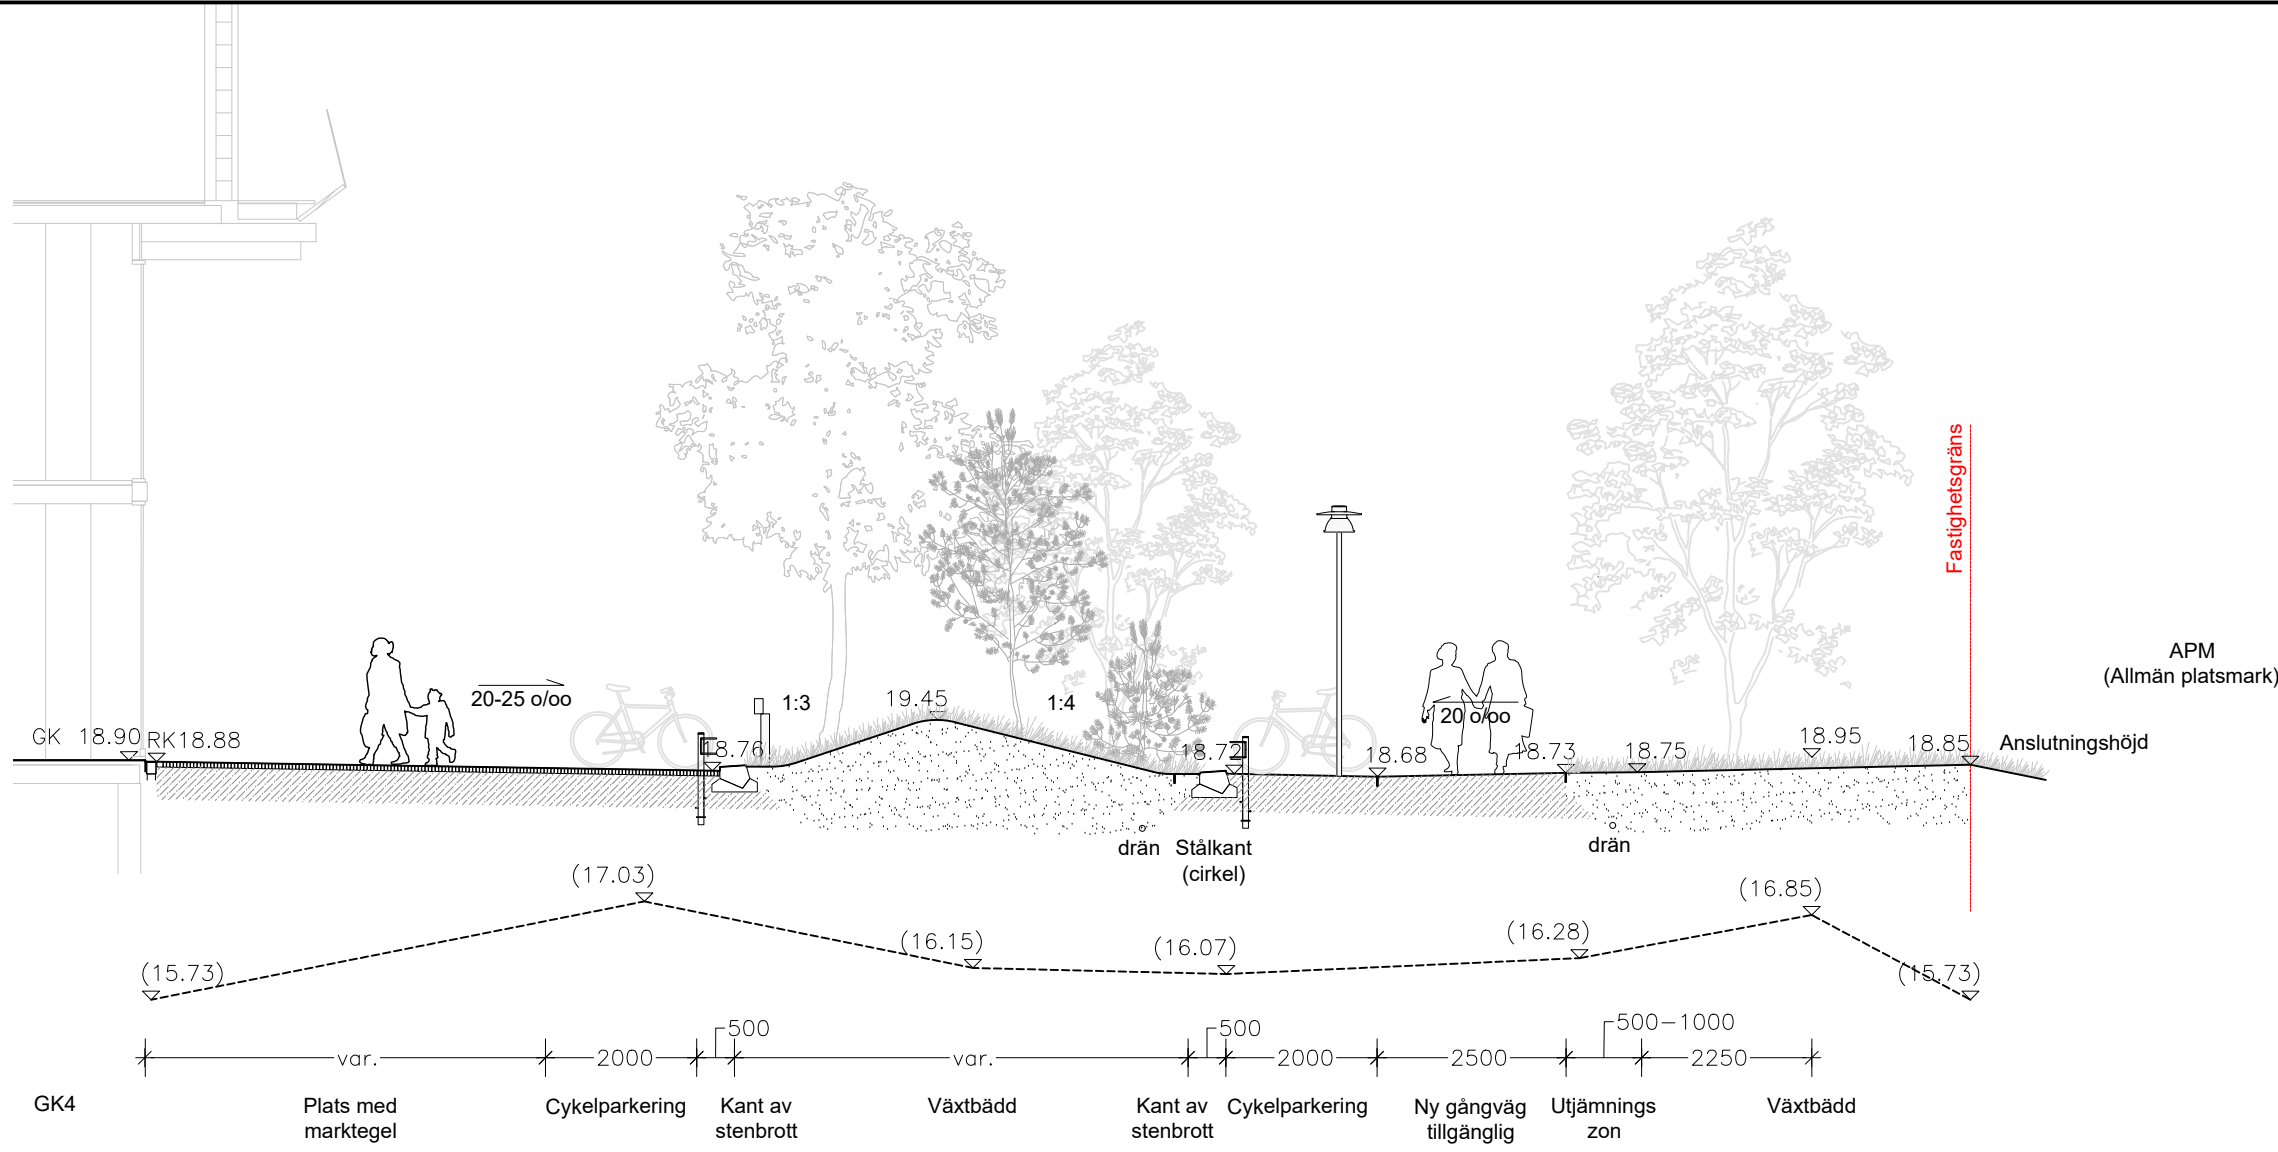 Fastighetsgräns
APM
(Allmän platsmark)
20-25 o/oo
1:3
19.45
1:4
20 o/oo
GK 18.90
RK18.88
18.76
18.72
18.68
18.73
18.75
18.95
18.85
Anslutningshöjd
drän
Stålkant
(cirkel)
drän
(17.03)
(16.85)
(16.15)
(16.07)
(16.28)
(15.73)
(15.73)
500
500
500-1000
var.
2000
var.
2000
2500
2250
GK4
Plats med
marktegel
Cykelparkering
Kant av
stenbrott
Växtbädd
Kant av
stenbrott
Cykelparkering
Ny gångväg
tillgänglig
Utjämnings
zon
Växtbädd